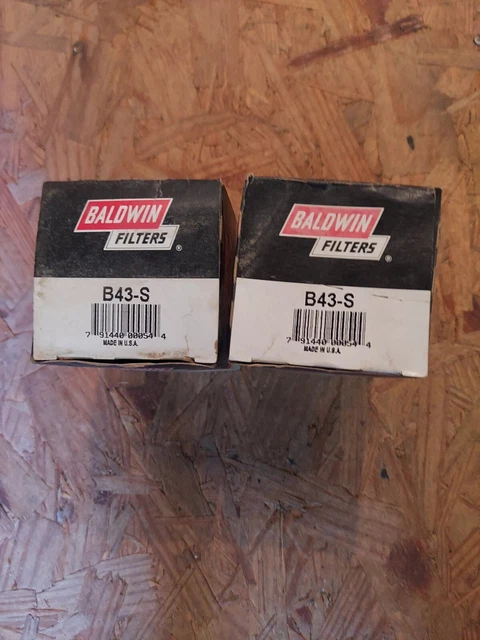 BALDWIN
FILTERS®
B43-S
7 91440 00054 4
MADE IN U.S.A.
BALDWIN
FILTERS®
B43-S
7 91440 00054 4
MADE IN U.S.A.